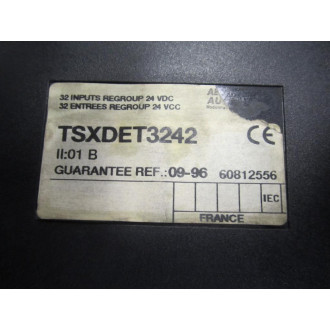 32 INPUTS REGROUP 24 VDC
32 ENTREES REGROUP 24 VCC
TSXDET3242
CE
II:01 B
GUARANTEE REF.:09-96 60812556
IEC
FRANCE